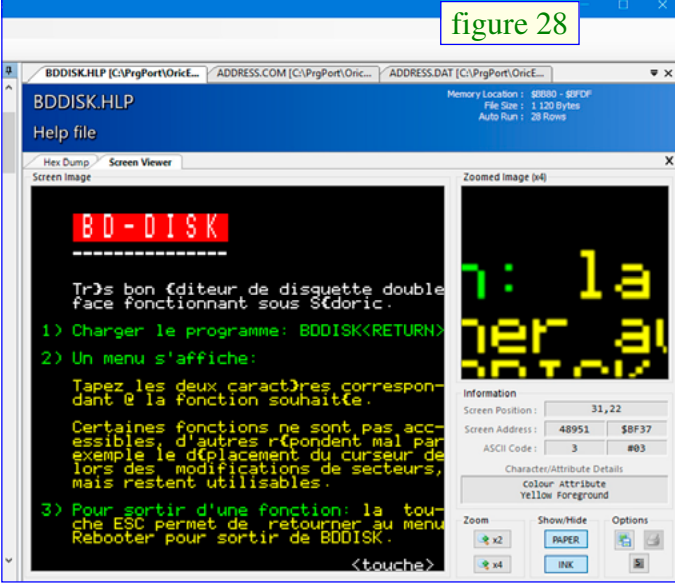 figure 28
BDDISK.HLP [C:\PrgPort\OricE...
ADDRESS.COM [C:\PrgPort\Oric...
ADDRESS.DAT [C:\PrgPort\OricE...
BDDISK.HLP
Help file
Memory Location : $BB80 - $BFDF
File Size : 1 120 Bytes
Auto Run : 28 Rows
Hex Dump
Screen Viewer
Screen Image
BD-DISK
---------------
Tr}s bon {diteur de disquette double
face fonctionnant sous S{doric.
1) Charger le programme: BDDISK<RETURN>
2) Un menu s'affiche:
Tapez les deux caract}res correspon-
dant @ la fonction souhait{e.
Certaines fonctions ne sont pas acc-
essibles, d'autres r{pondent mal par
exemple le d{placement du curseur de
lors des modifications de secteurs,
mais restent utilisables.
3) Pour sortir d'une fonction: la tou-
che ESC permet de retourner au menu
Rebooter pour sortir de BDDISK.
<touche>
Zoomed Image (x4)
n: la
Information
Screen Position : 31,22
Screen Address : 48951 $BF37
ASCII Code : 3 #03
Character/Attribute Details
Colour Attribute
Yellow Foreground
Zoom
Show/Hide
Options
x2
PAPER
x4
INK